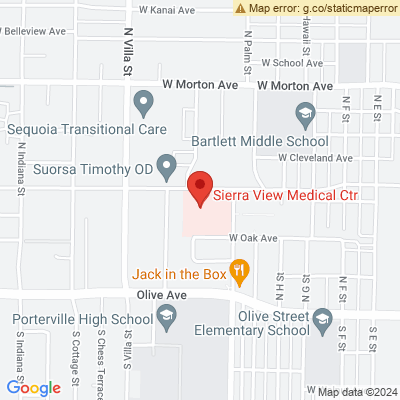 Map error: g.co/staticmaperror
W Kanai Ave
W Belleview Ave
N Villa St
N Palm St
Hawaii St
W School Ave
W Morton Ave
W Morton Ave
N F St
N E St
Sequoia Transitional Care
Bartlett Middle School
W Cleveland Ave
N Indiana St
Suorsa Timothy OD
Sierra View Medical Ctr
W Oak Ave
Jack in the Box
Olive Ave
N H St
N G St
N F St
Porterville High School
Olive Street
Elementary School
S Indiana St
S Cottage St
S Chess Terrace
S Villa St
S F St
S E St
Google
Map data ©2024